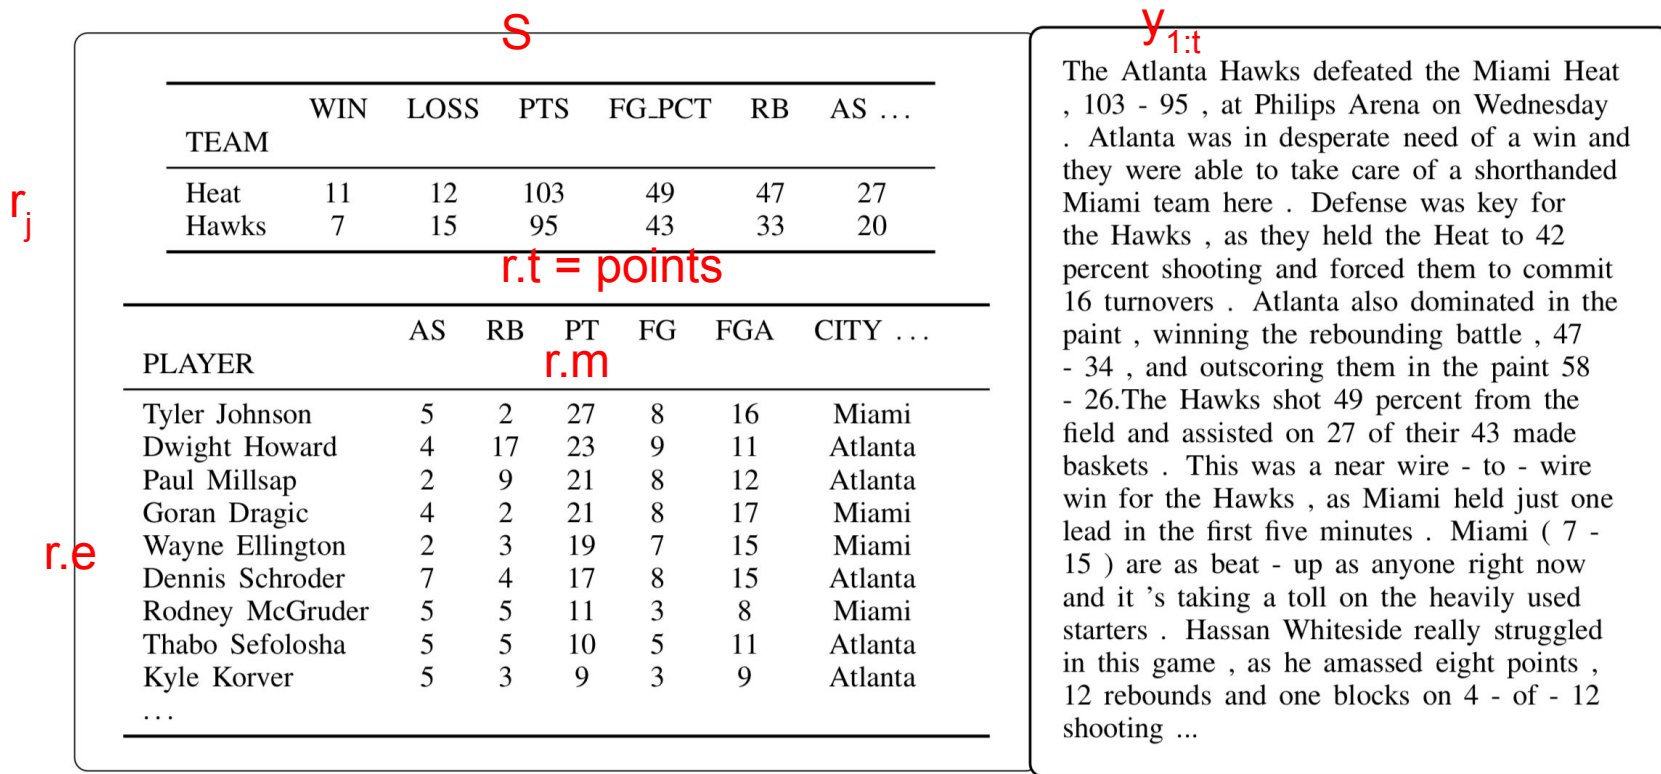 S
WIN LOSS PTS FG_PCT RB AS ...
TEAM
Heat 11 12 103 49 47 27
Hawks 7 15 95 43 33 20
r_j
r.t = points
AS RB PT FG FGA CITY ...
PLAYER
r.m
Tyler Johnson 5 2 27 8 16 Miami
Dwight Howard 4 17 23 9 11 Atlanta
Paul Millsap 2 9 21 8 12 Atlanta
Goran Dragic 4 2 21 8 17 Miami
Wayne Ellington 2 3 19 7 15 Miami
r.e
Dennis Schroder 7 4 17 8 15 Atlanta
Rodney McGruder 5 5 11 3 8 Miami
Thabo Sefolosha 5 5 10 5 11 Atlanta
Kyle Korver 5 3 9 3 9 Atlanta
...
y_1:t
The Atlanta Hawks defeated the Miami Heat
, 103 - 95 , at Philips Arena on Wednesday
. Atlanta was in desperate need of a win and
they were able to take care of a shorthanded
Miami team here . Defense was key for
the Hawks , as they held the Heat to 42
percent shooting and forced them to commit
16 turnovers . Atlanta also dominated in the
paint , winning the rebounding battle , 47
- 34 , and outscoring them in the paint 58
- 26.The Hawks shot 49 percent from the
field and assisted on 27 of their 43 made
baskets . This was a near wire - to - wire
win for the Hawks , as Miami held just one
lead in the first five minutes . Miami ( 7 -
15 ) are as beat - up as anyone right now
and it 's taking a toll on the heavily used
starters . Hassan Whiteside really struggled
in this game , as he amassed eight points ,
12 rebounds and one blocks on 4 - of - 12
shooting ...